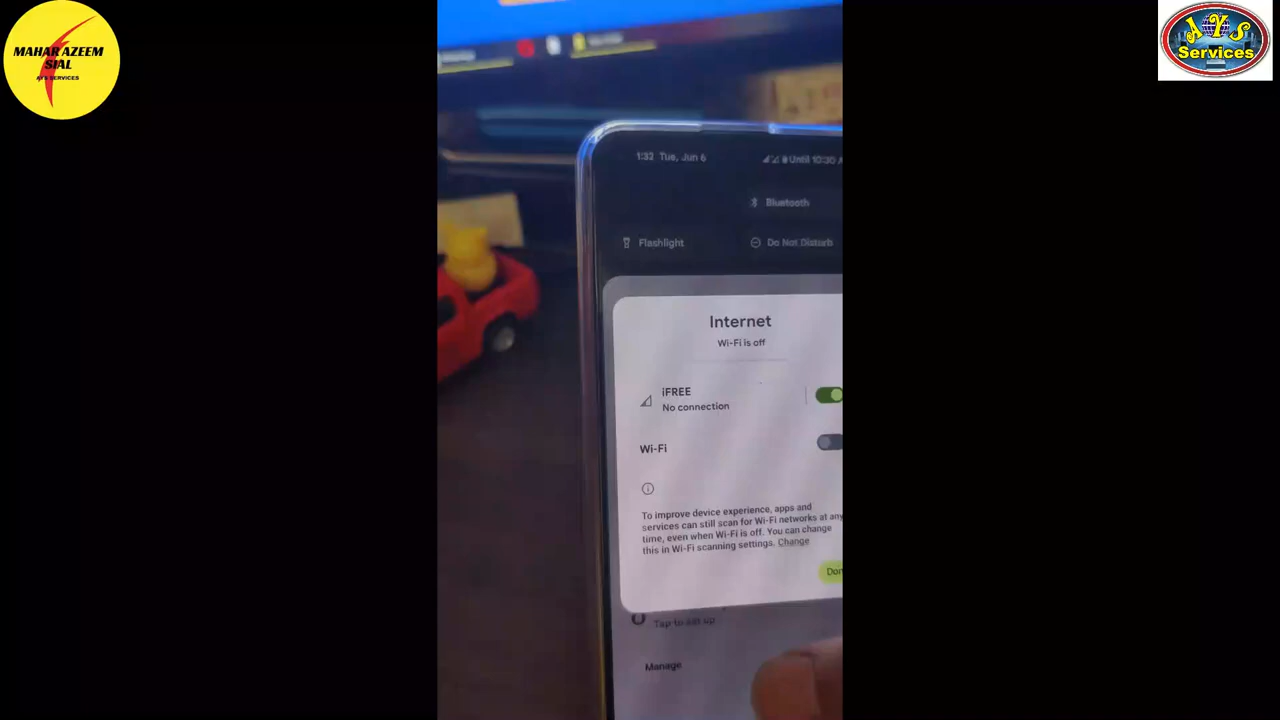 MAHAR AZEEM
SIAL
AYS SERVICES
AYS
Services
1:32 Tue, Jun 6
Until 10:30
Bluetooth
Flashlight
Do Not Disturb
Internet
Wi-Fi is off
iFREE
No connection
Wi-Fi
To improve device experience, apps and
services can still scan for Wi-Fi networks at any
time, even when Wi-Fi is off. You can change
this in Wi-Fi scanning settings. Change
Don
Tap to set up
Manage